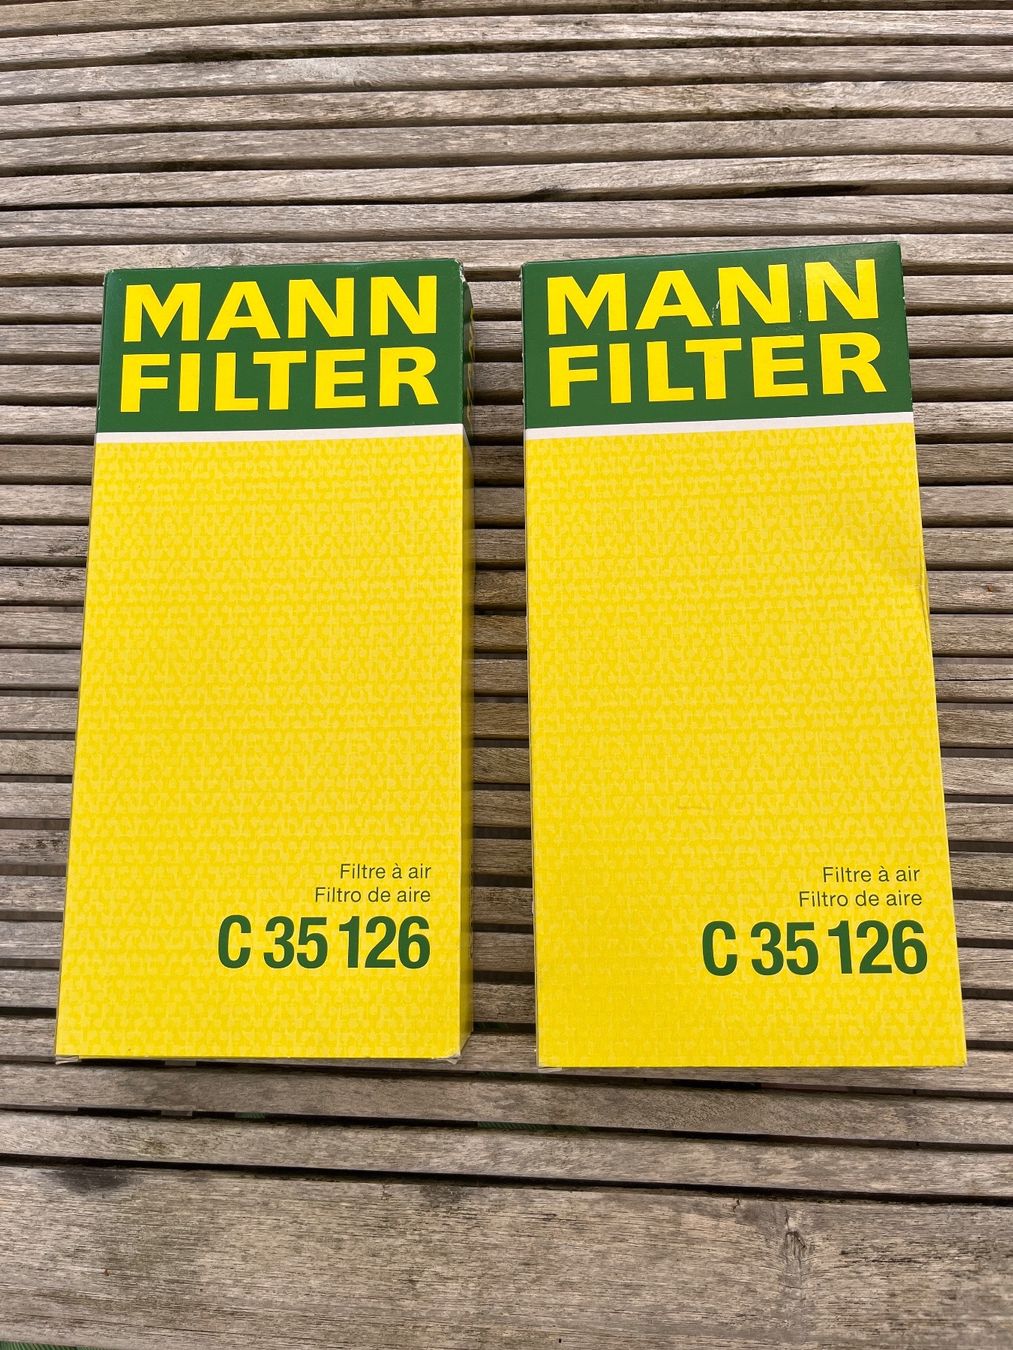 MANN
FILTER
Filtre à air
Filtro de aire
C 35 126
MANN
FILTER
Filtre à air
Filtro de aire
C 35 126